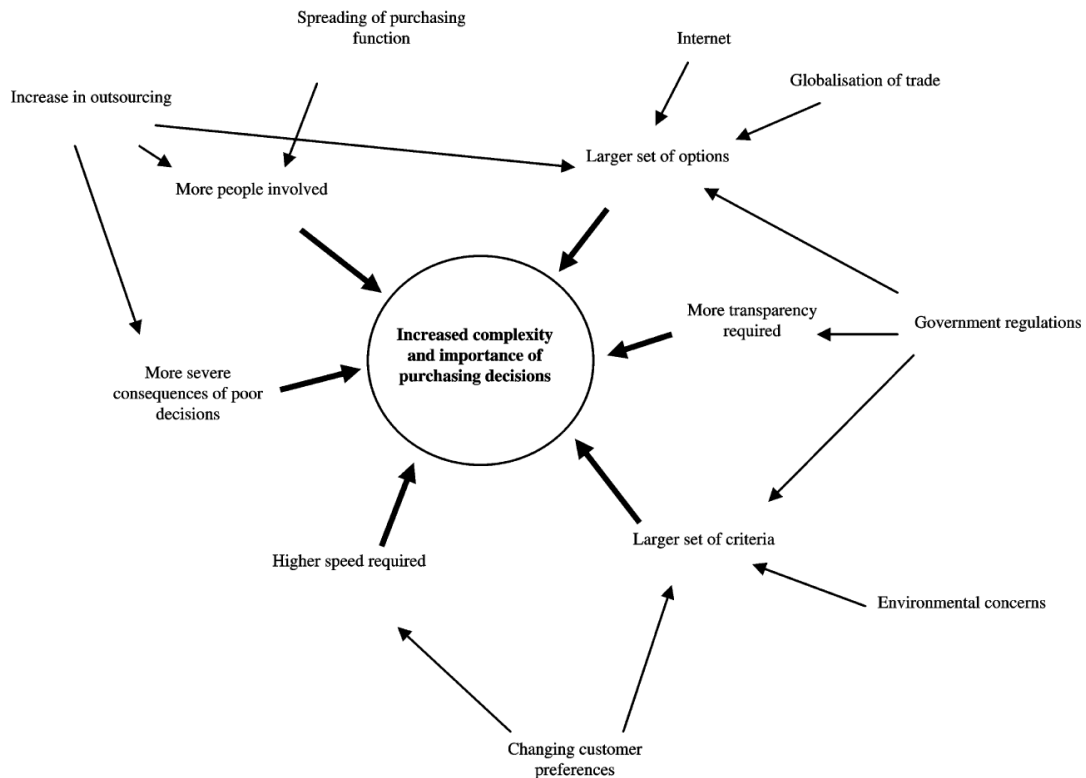 Spreading of purchasing
function
Internet
Globalisation of trade
Increase in outsourcing
Larger set of options
More people involved
More transparency
required
Government regulations
Increased complexity
and importance of
purchasing decisions
More severe
consequences of poor
decisions
Larger set of criteria
Higher speed required
Environmental concerns
Changing customer
preferences